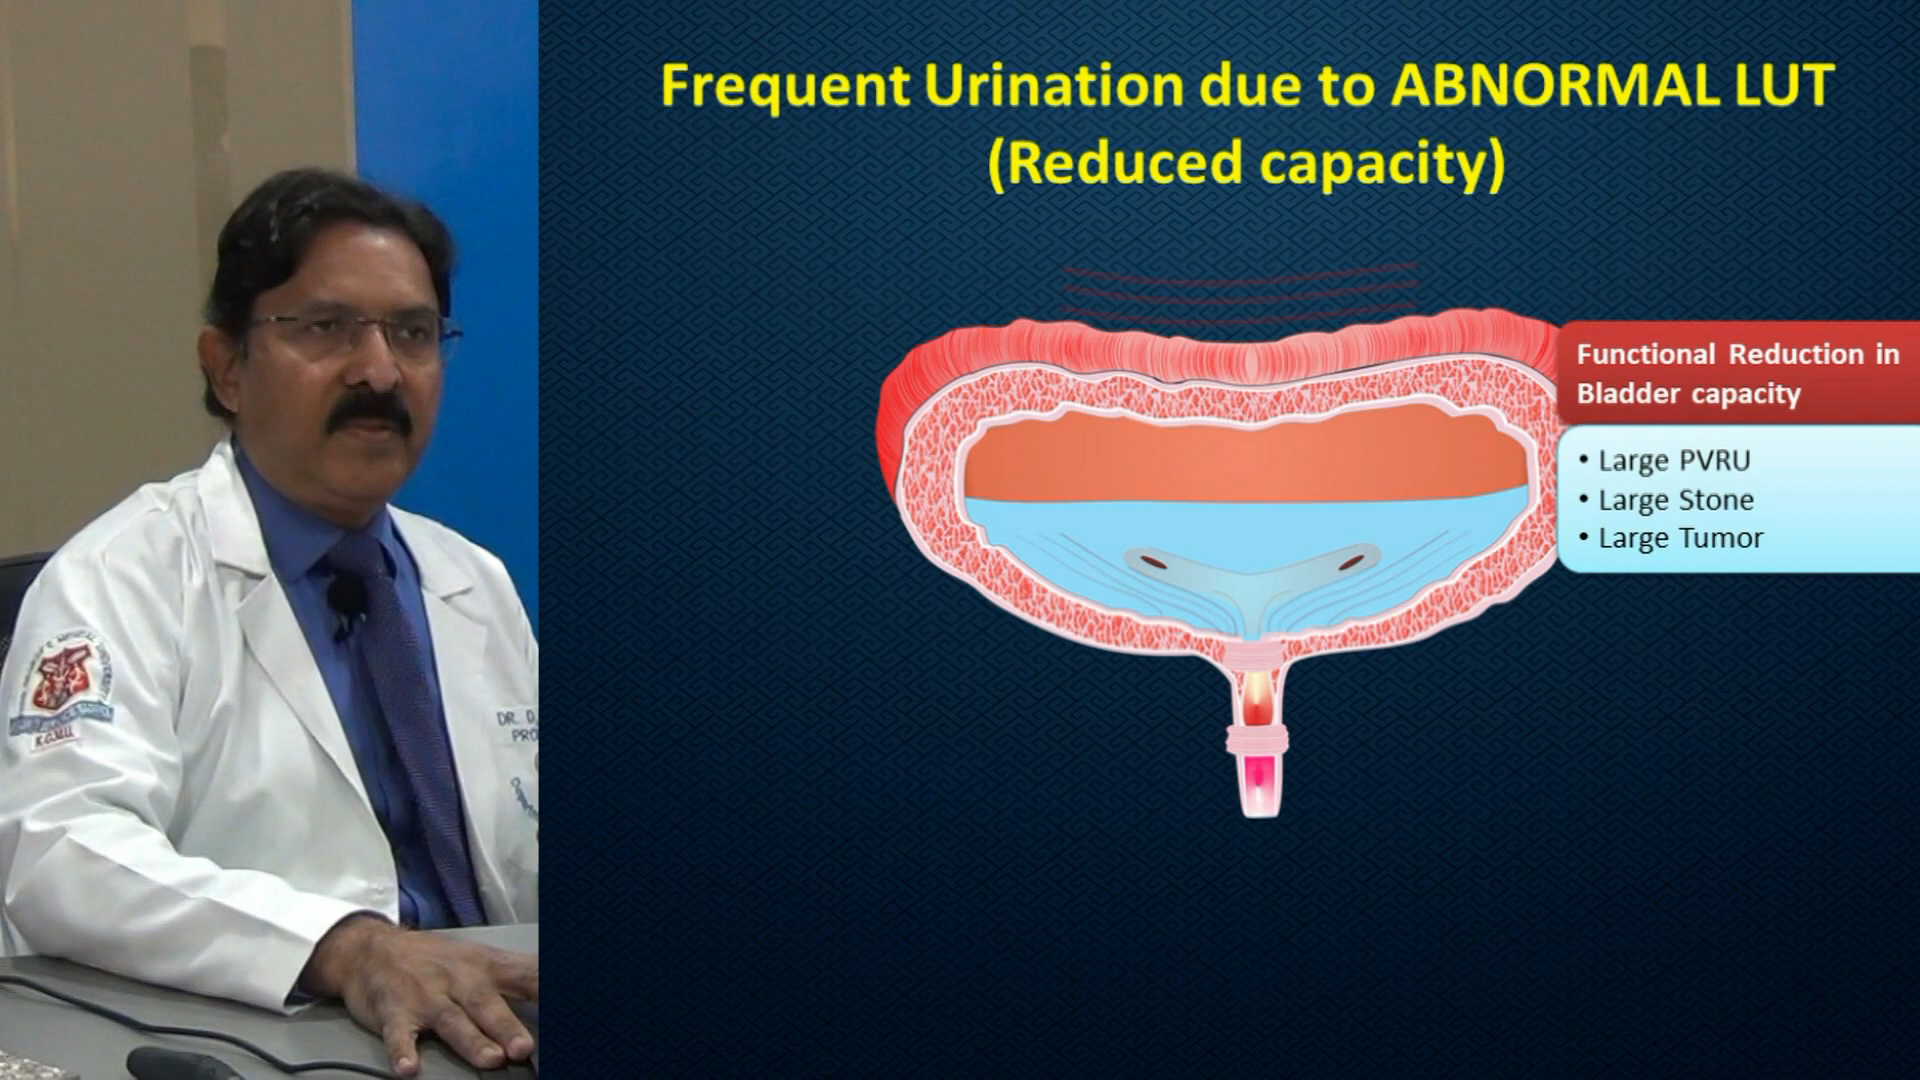 Frequent Urination due to ABNORMAL LUT
(Reduced capacity)
Functional Reduction in
Bladder capacity
• Large PVRU
• Large Stone
• Large Tumor
DR. D.
PRO
K.G.M.U.